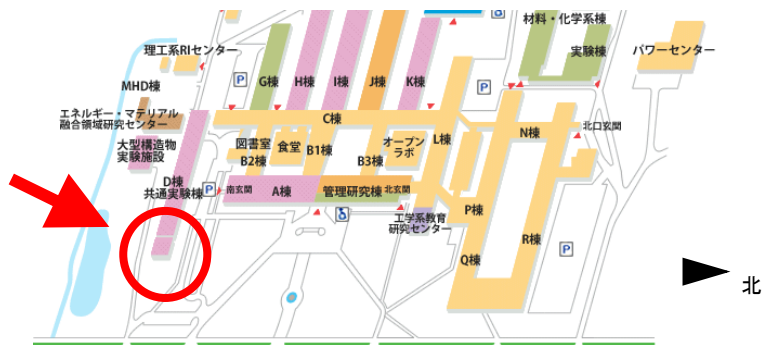 材料・化学系棟
理工系RIセンター
実験棟
パワーセンター
P
G棟
H棟
I棟
J棟
K棟
P
MHD棟
エネルギー・マテリアル
融合領域研究センター
C棟
L棟
N棟
北口玄関
大型構造物
実験施設
図書室
食堂
B1棟
オープン
ラボ
B2棟
B3棟
D棟
共通実験棟
P
南玄関
A棟
管理研究棟
北玄関
工学系教育
研究センター
P棟
R棟
P
Q棟
北